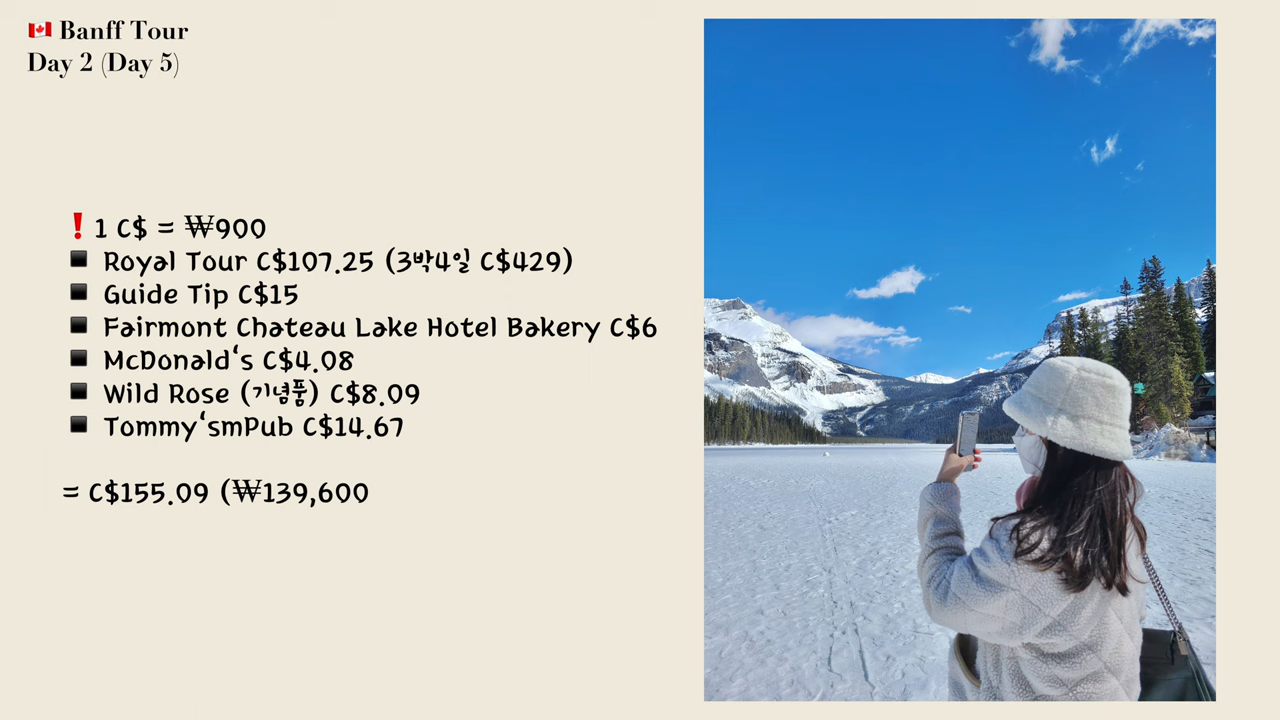 🇨🇦 Banff Tour
Day 2 (Day 5)
❗1 C$ = ₩900
▪ Royal Tour C$107.25 (3박4일 C$429)
▪ Guide Tip C$15
▪ Fairmont Chateau Lake Hotel Bakery C$6
▪ McDonald‘s C$4.08
▪ Wild Rose (기념품) C$8.09
▪ Tommy‘smPub C$14.67
= C$155.09 (₩139,600